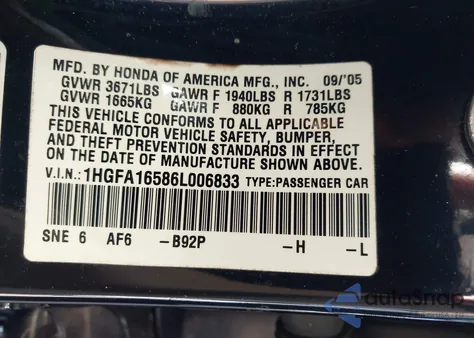 MFD. BY HONDA OF AMERICA MFG., INC. 09/'05
GVWR 3671LBS GAWR F 1940LBS R 1731LBS
GVWR 1665KG GAWR F 880KG R 785KG
THIS VEHICLE CONFORMS TO ALL APPLICABLE
FEDERAL MOTOR VEHICLE SAFETY, BUMPER,
AND THEFT PREVENTION STANDARDS IN EFFECT
ON THE DATE OF MANUFACTURE SHOWN ABOVE.
V.I.N.:1HGFA16586L006833 TYPE:PASSENGER CAR
SNE 6 AF6 -B92P -H -L
autoSnap